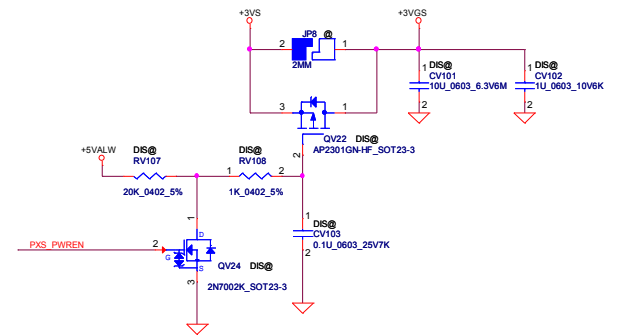 +3VS
+3VGS
JP8 @
2 1
2MM
DIS@
1 CV101
10U_0603_6.3V6M
2
DIS@
1 CV102
1U_0603_10V6K
2
3 1
QV22 DIS@
AP2301GN-HF_SOT23-3
2
+5VALW
DIS@
RV107
20K_0402_5%
DIS@
RV108
1 2
1K_0402_5%
1
DIS@
CV103
0.1U_0603_25V7K
2
PXS_PWREN
1
D
2
G
S
3
QV24 DIS@
2N7002K_SOT23-3